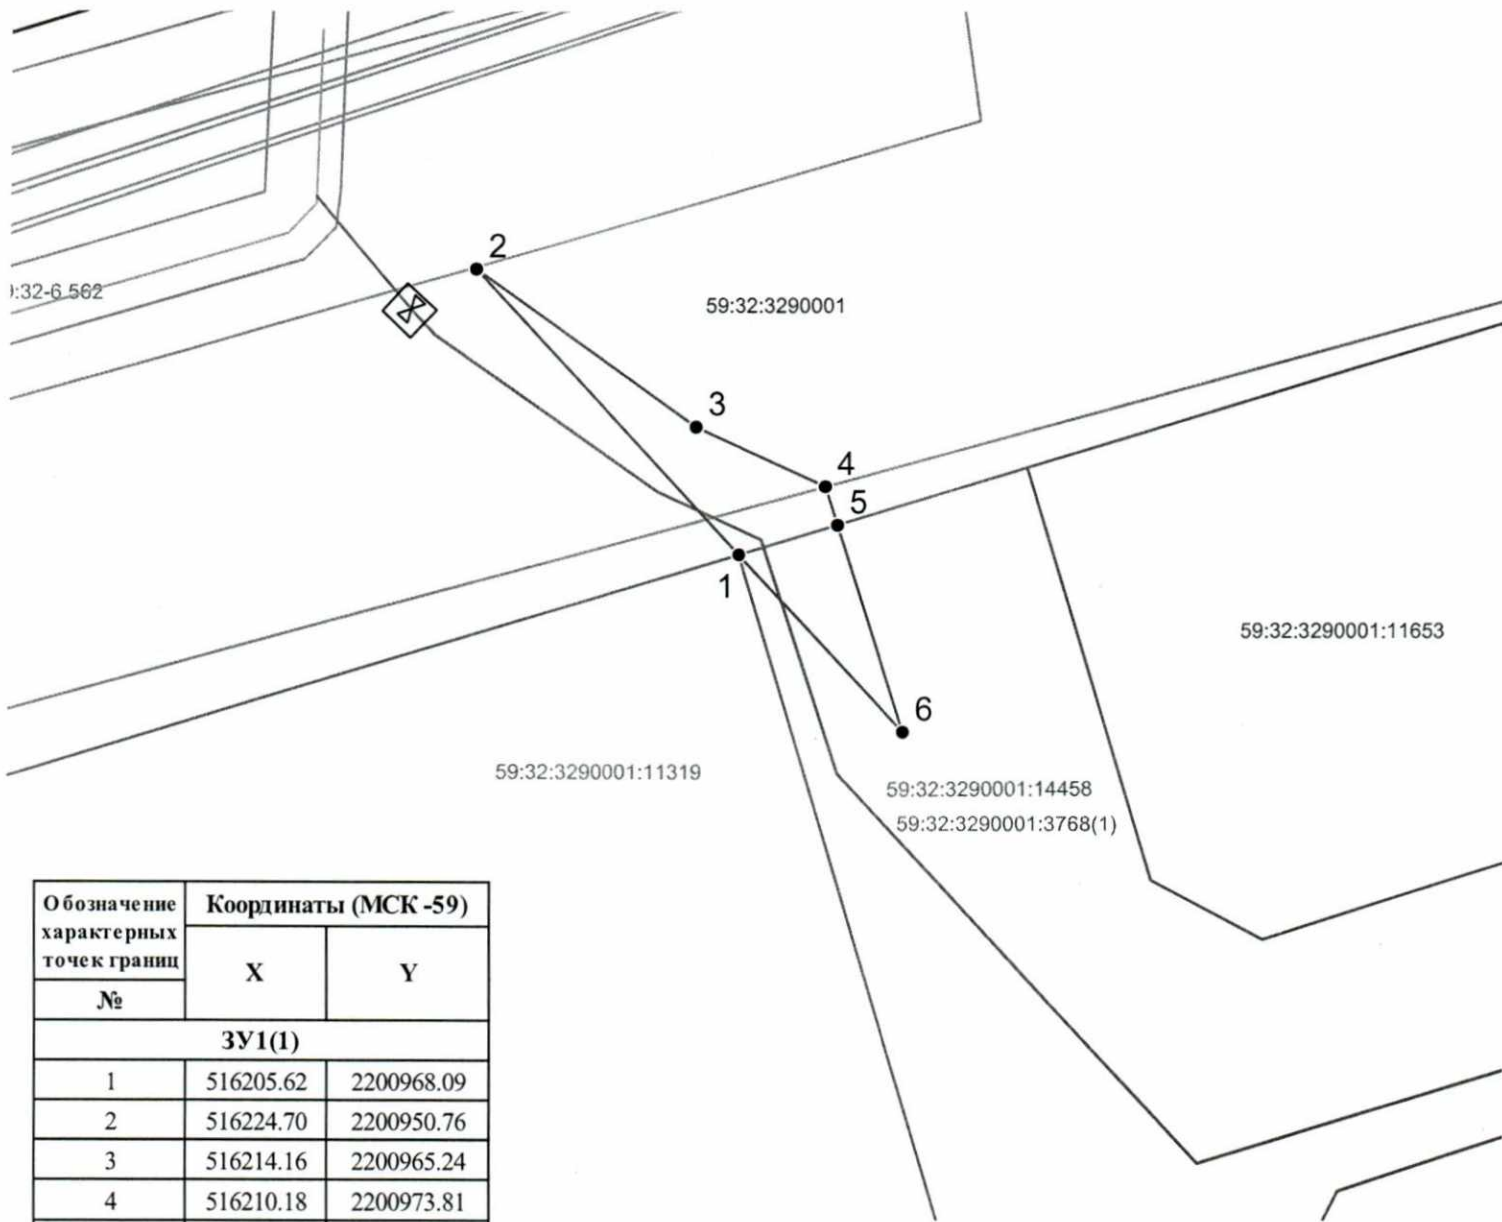 2
59:32-6.562
59:32:3290001
3
4
5
1
59:32:3290001:11653
6
59:32:3290001:11319
59:32:3290001:14458
59:32:3290001:3768(1)
Обозначение характерных точек границ
Координаты (МСК -59)
X
Y
№
ЗУ1(1)
1 516205.62 2200968.09
2 516224.70 2200950.76
3 516214.16 2200965.24
4 516210.18 2200973.81